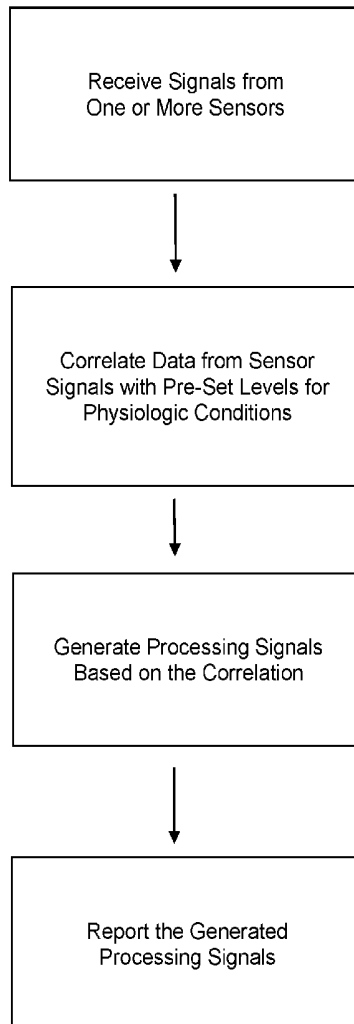 Receive Signals from
One or More Sensors
Correlate Data from Sensor
Signals with Pre-Set Levels for
Physiologic Conditions
Generate Processing Signals
Based on the Correlation
Report the Generated
Processing Signals